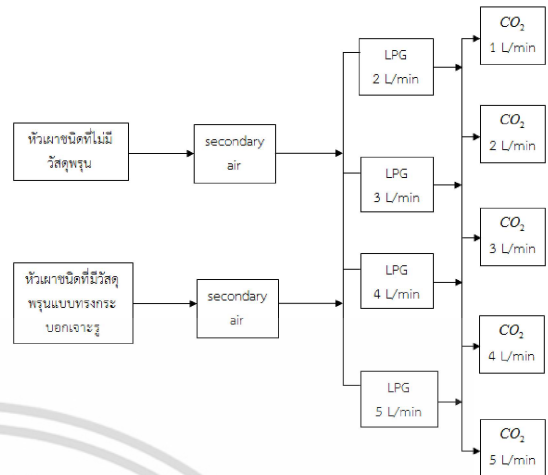 หัวเผาชนิดที่ไม่มี
วัสดุพรุน
secondary
air
หัวเผาชนิดที่มีวัสดุ
พรุนแบบทรงกระ
บอกเจาะรู
secondary
air
LPG
2 L/min
LPG
3 L/min
LPG
4 L/min
LPG
5 L/min
CO₂
1 L/min
CO₂
2 L/min
CO₂
3 L/min
CO₂
4 L/min
CO₂
5 L/min